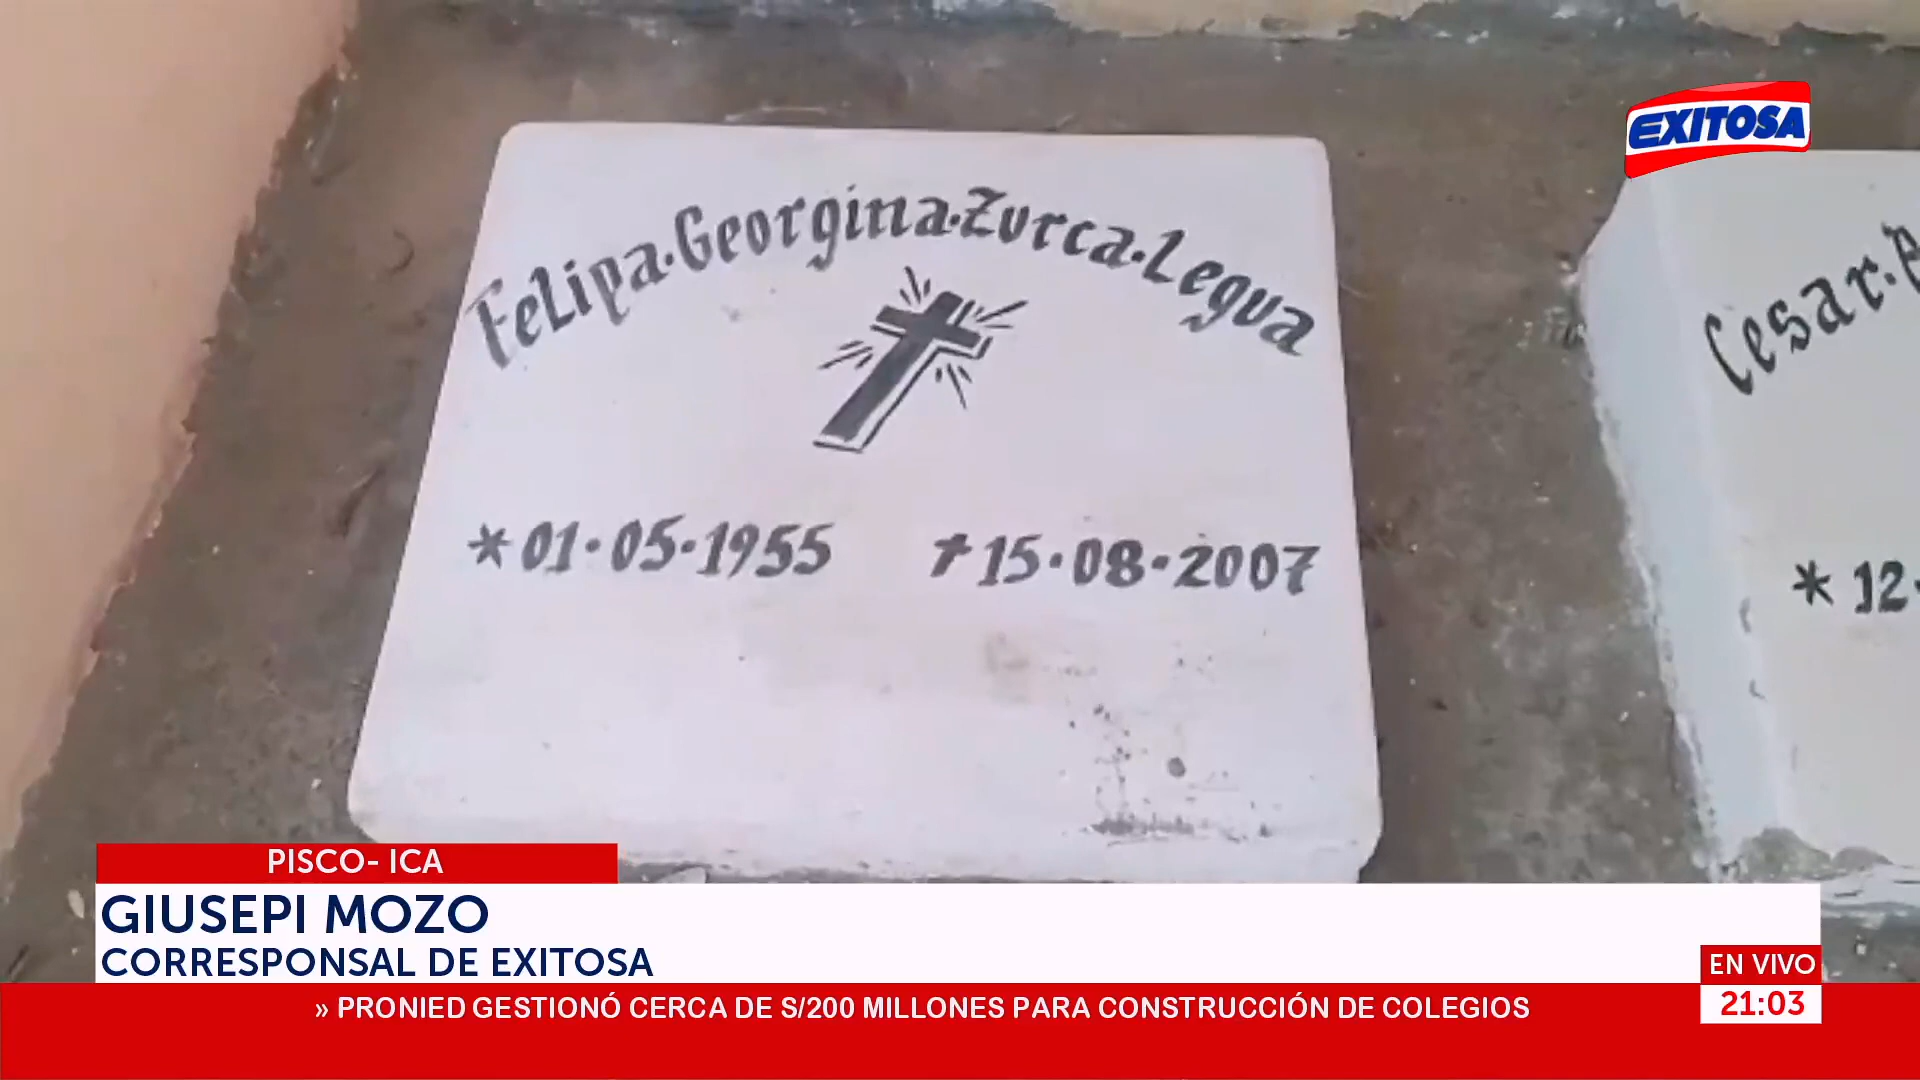 EXITOSA
Felipa·Georgina·Zurca·Legua
*01·05·1955 †15·08·2007
Cesar·
* 12·
PISCO- ICA
GIUSEPI MOZO
CORRESPONSAL DE EXITOSA
EN VIVO
21:03
» PRONIED GESTIONÓ CERCA DE S/200 MILLONES PARA CONSTRUCCIÓN DE COLEGIOS